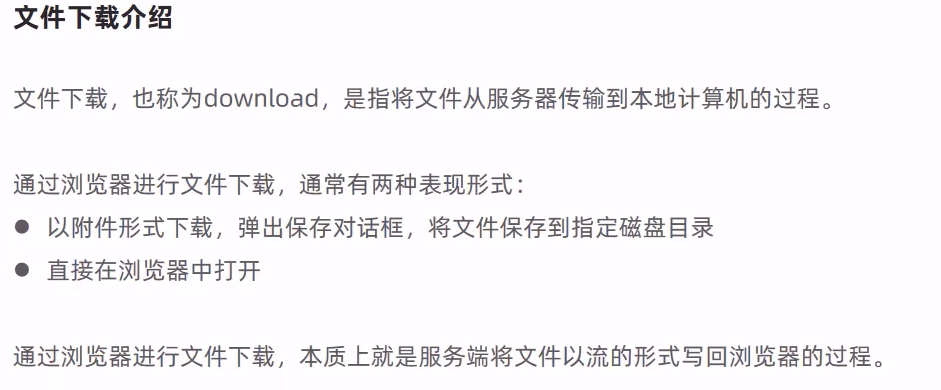 文件下载介绍
文件下载，也称为download，是指将文件从服务器传输到本地计算机的过程。
通过浏览器进行文件下载，通常有两种表现形式：
● 以附件形式下载，弹出保存对话框，将文件保存到指定磁盘目录
● 直接在浏览器中打开
通过浏览器进行文件下载，本质上就是服务端将文件以流的形式写回浏览器的过程。